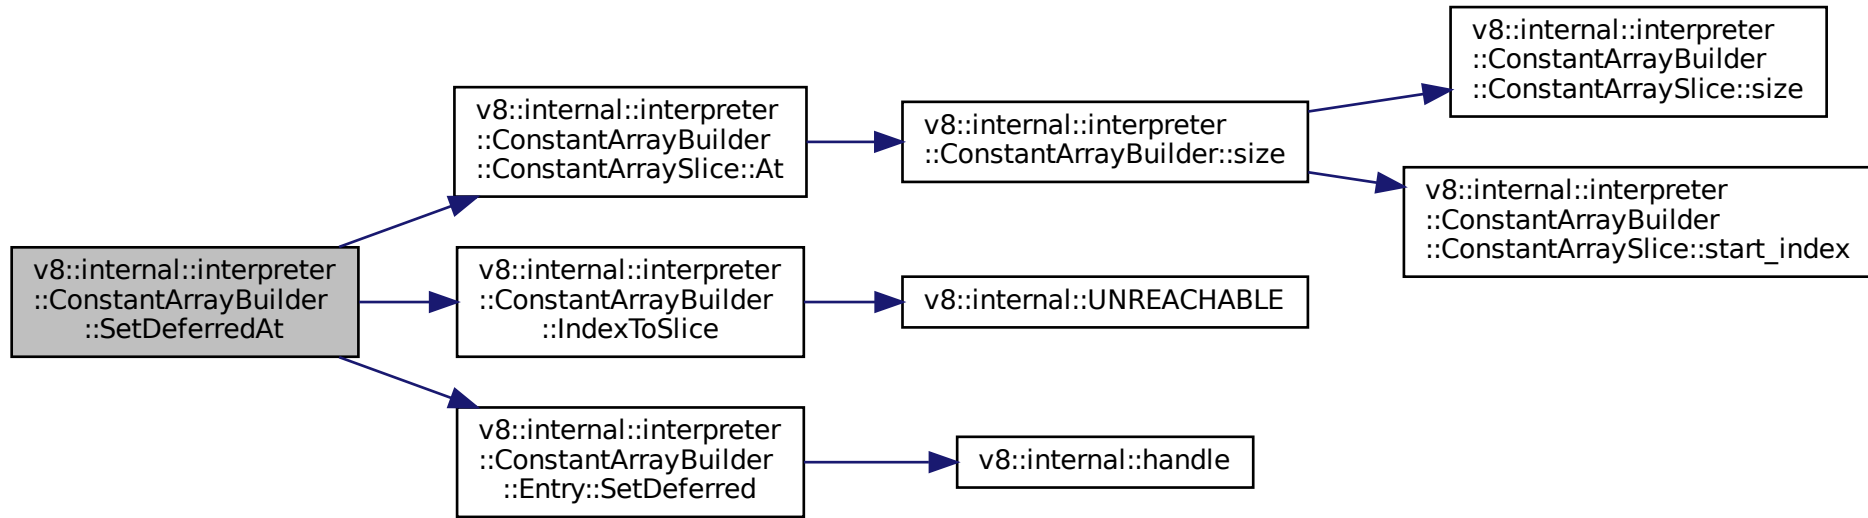 v8::internal::interpreter
::ConstantArrayBuilder
::SetDeferredAt
v8::internal::interpreter
::ConstantArrayBuilder
::ConstantArraySlice::At
v8::internal::interpreter
::ConstantArrayBuilder::size
v8::internal::interpreter
::ConstantArrayBuilder
::ConstantArraySlice::size
v8::internal::interpreter
::ConstantArrayBuilder
::ConstantArraySlice::start_index
v8::internal::interpreter
::ConstantArrayBuilder
::IndexToSlice
v8::internal::UNREACHABLE
v8::internal::interpreter
::ConstantArrayBuilder
::Entry::SetDeferred
v8::internal::handle